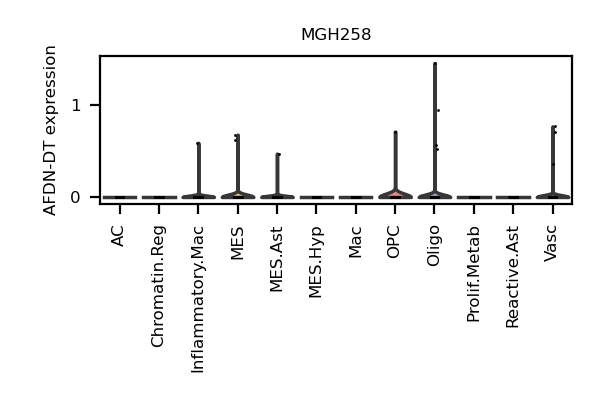 MGH258
AFDN-DT expression
1
0
AC
Chromatin.Reg
Inflammatory.Mac
MES
MES.Ast
MES.Hyp
Mac
OPC
Oligo
Prolif.Metab
Reactive.Ast
Vasc